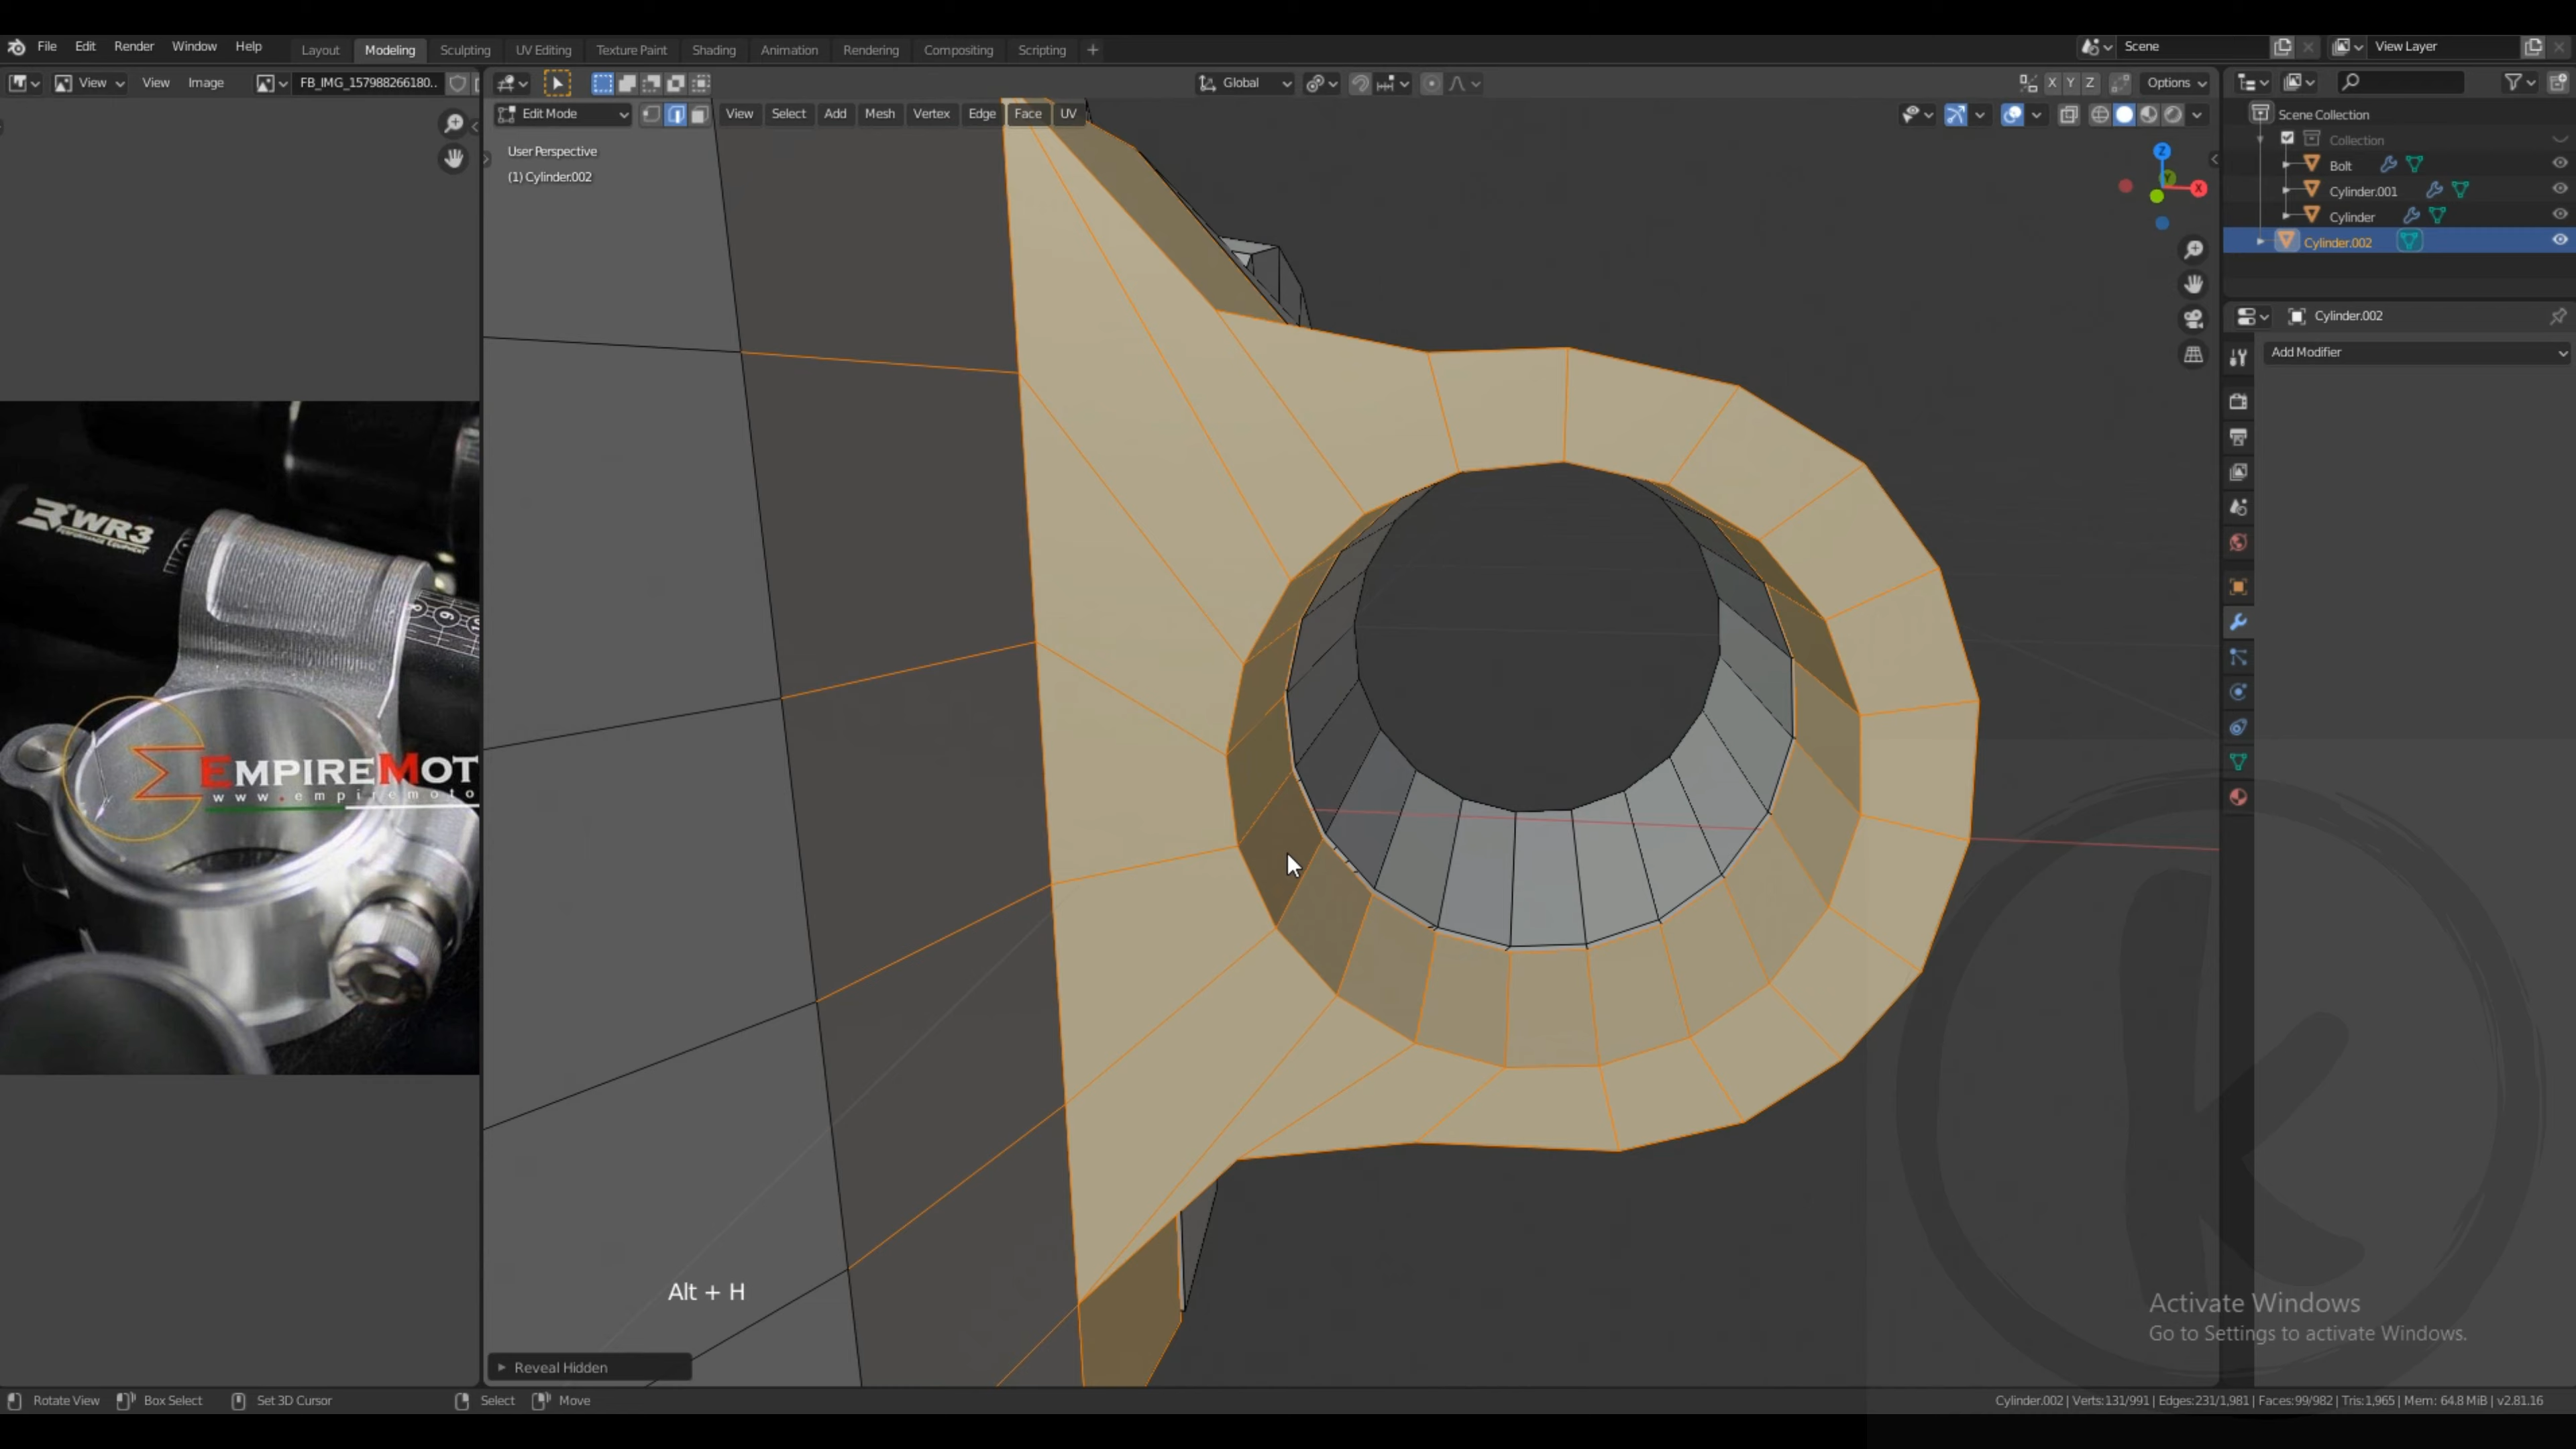 File Edit Render Window Help
Layout Modeling Sculpting UV Editing Texture Paint Shading Animation Rendering Compositing Scripting
Scene
View Layer
View View Image FB_IMG_157988266180..
Global
X Y Z Options
Edit Mode View Select Add Mesh Vertex Edge Face UV
User Perspective
(1) Cylinder.002
Z
X
Scene Collection
Collection
Bolt
Cylinder.001
Cylinder
Cylinder.002
Cylinder.002
Add Modifier
WR3
8 9
EMPIREMOT
www.empiremoto
Alt + H
Reveal Hidden
Activate Windows
Go to Settings to activate Windows.
Rotate View Box Select Set 3D Cursor Select Move
Cylinder.002 | Verts:131/991 | Edges:231/1,981 | Faces:99/982 | Tris:1,965 | Mem: 64.8 MiB | v2.81.16